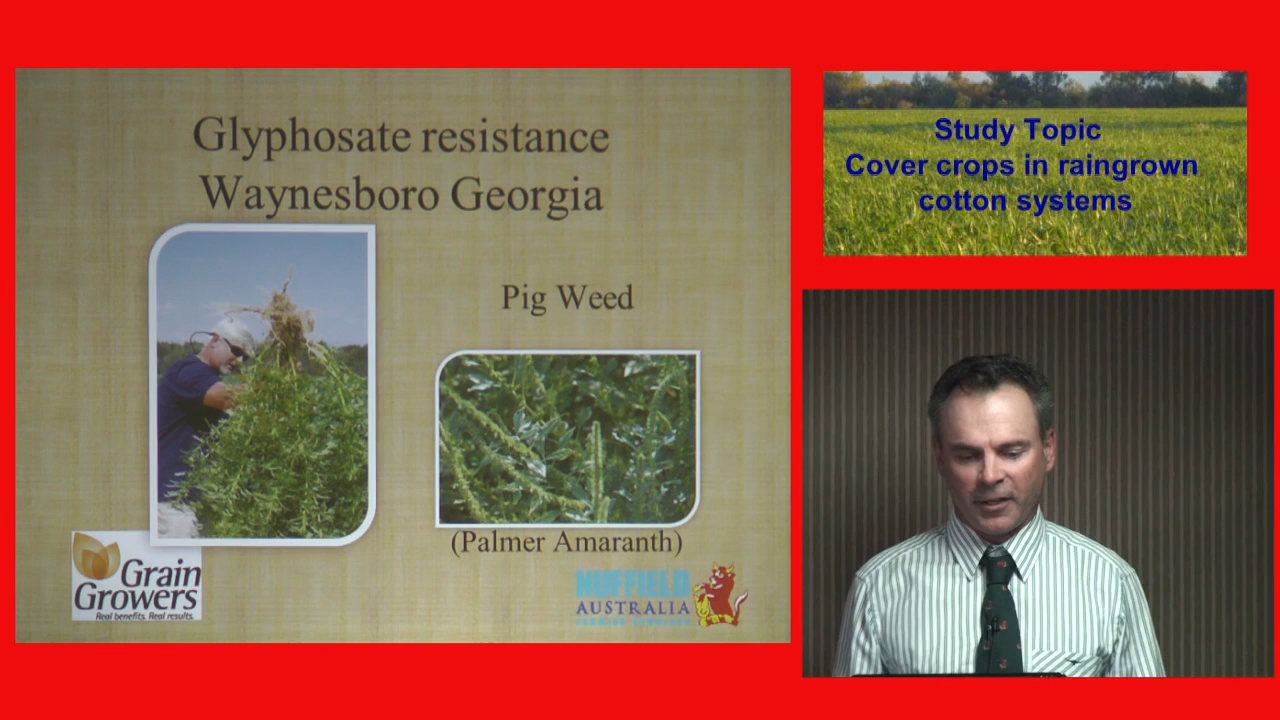 Glyphosate resistance
Waynesboro Georgia
Pig Weed
(Palmer Amaranth)
Grain
Growers
Real benefits. Real results.
NUFFIELD
AUSTRALIA
Study Topic
Cover crops in raingrown
cotton systems